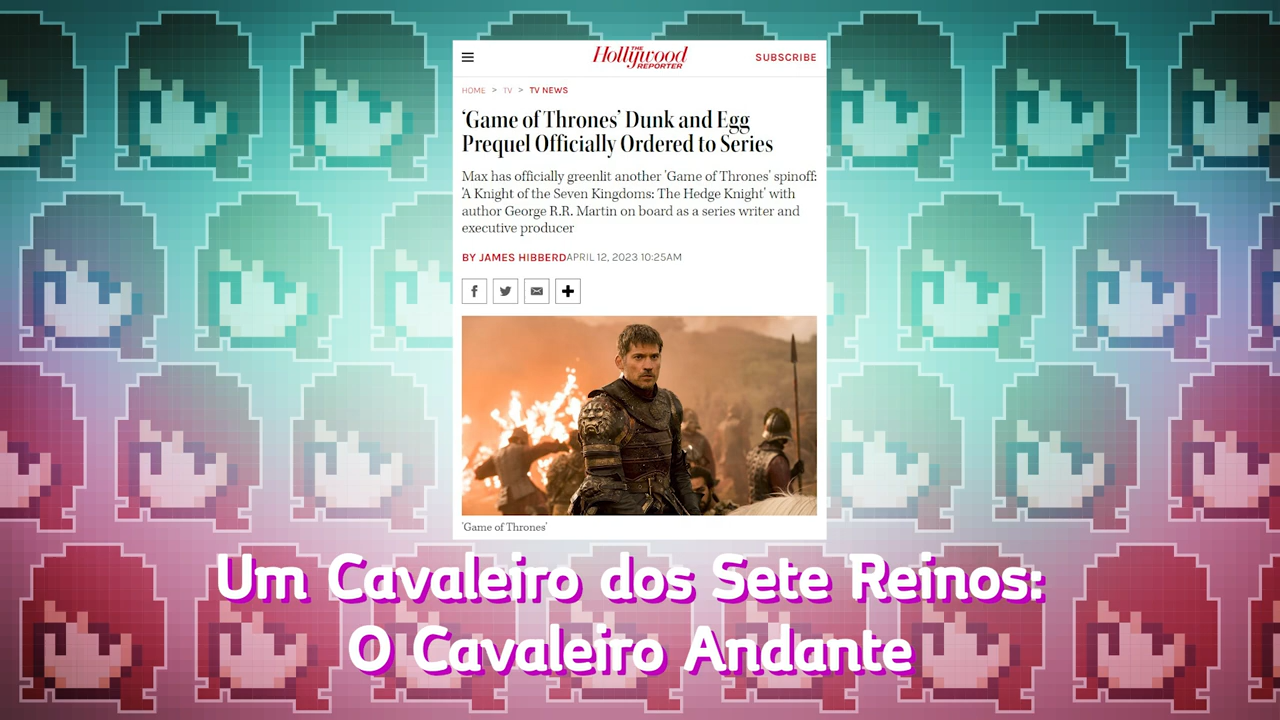 THE
Hollywood
REPORTER
SUBSCRIBE
HOME > TV > TV NEWS
‘Game of Thrones’ Dunk and Egg
Prequel Officially Ordered to Series
Max has officially greenlit another 'Game of Thrones' spinoff:
'A Knight of the Seven Kingdoms: The Hedge Knight' with
author George R.R. Martin on board as a series writer and
executive producer
BY JAMES HIBBERDAPRIL 12, 2023 10:25AM
'Game of Thrones'
Um Cavaleiro dos Sete Reinos:
O Cavaleiro Andante